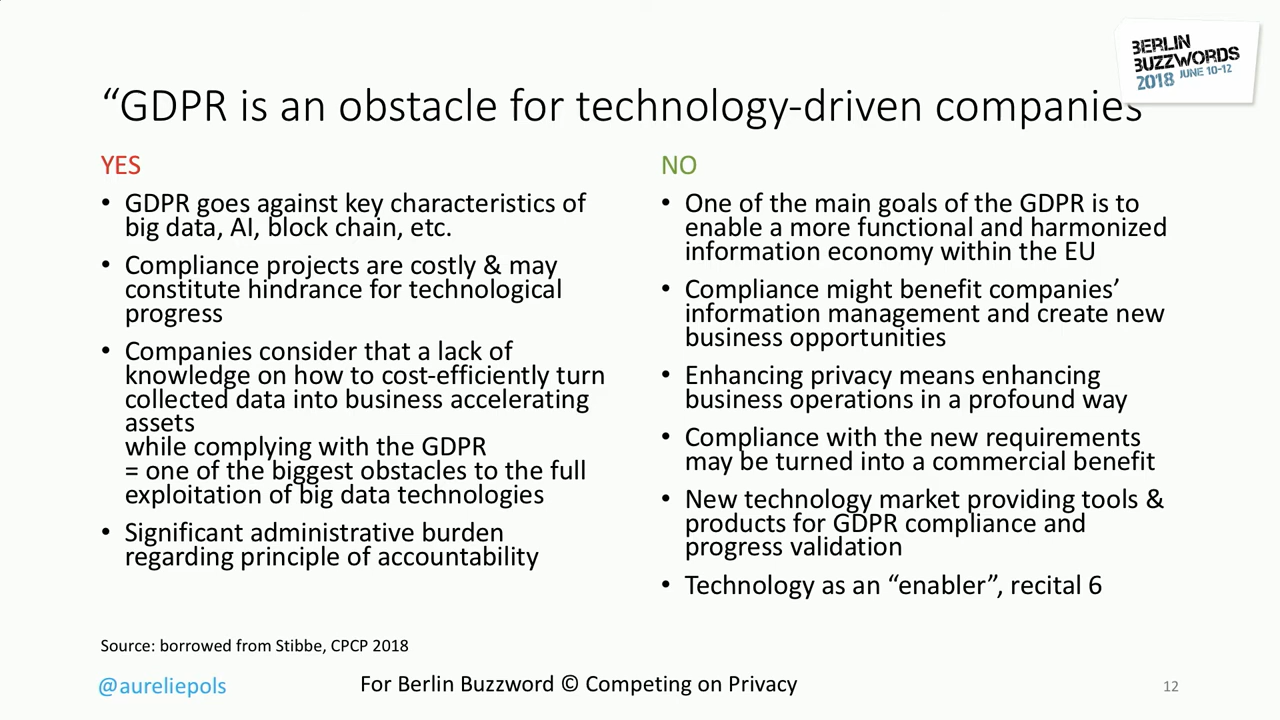 BERLIN
BUZZWORDS
2018 JUNE 10-12
“GDPR is an obstacle for technology-driven companies”
YES
• GDPR goes against key characteristics of
big data, AI, block chain, etc.
• Compliance projects are costly & may
constitute hindrance for technological
progress
• Companies consider that a lack of
knowledge on how to cost-efficiently turn
collected data into business accelerating
assets
while complying with the GDPR
= one of the biggest obstacles to the full
exploitation of big data technologies
• Significant administrative burden
regarding principle of accountability
NO
• One of the main goals of the GDPR is to
enable a more functional and harmonized
information economy within the EU
• Compliance might benefit companies’
information management and create new
business opportunities
• Enhancing privacy means enhancing
business operations in a profound way
• Compliance with the new requirements
may be turned into a commercial benefit
• New technology market providing tools &
products for GDPR compliance and
progress validation
• Technology as an “enabler”, recital 6
Source: borrowed from Stibbe, CPCP 2018
@aureliepols
For Berlin Buzzword © Competing on Privacy
12